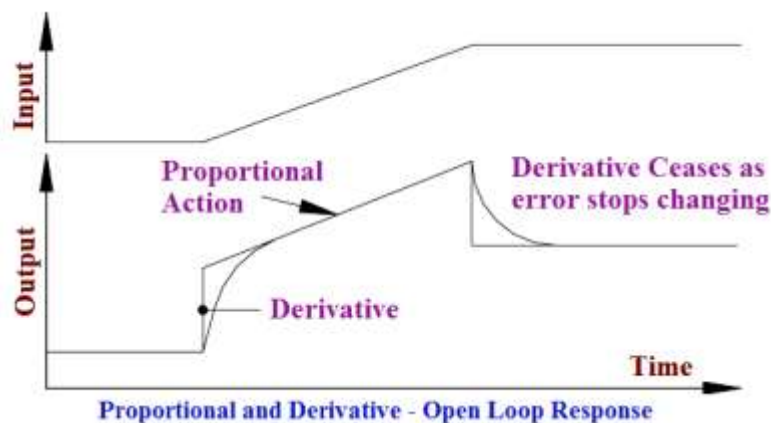 Input
Proportional
Action
Derivative Ceases as
error stops changing
Output
Derivative
Time
Proportional and Derivative - Open Loop Response